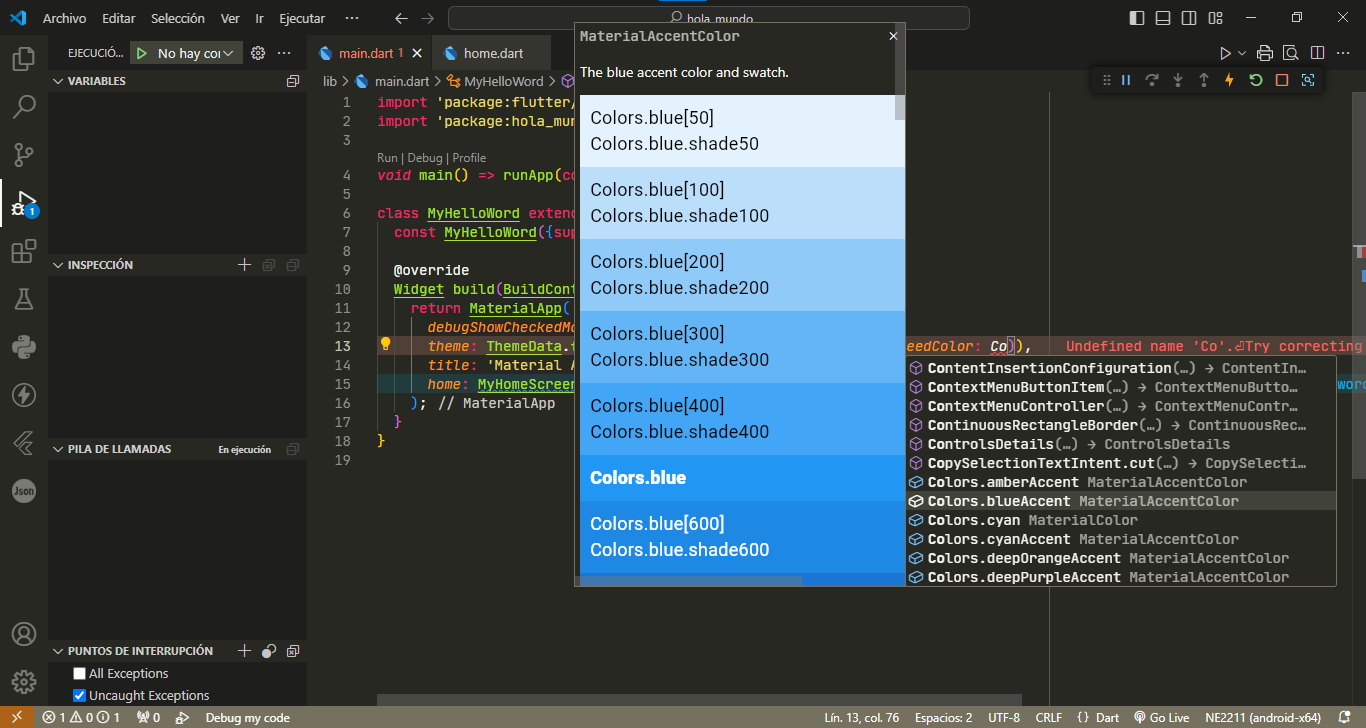 Archivo Editar Selección Ver Ir Ejecutar ··· hola_mundo
EJECUCIÓ... No hay cor
main.dart 1
home.dart
lib > main.dart > MyHelloWord >
VARIABLES
INSPECCIÓN
PILA DE LLAMADAS En ejecución
PUNTOS DE INTERRUPCIÓN
All Exceptions
Uncaught Exceptions
1
Json
1 import 'package:flutter/
2 import 'package:hola_mun
3
Run | Debug | Profile
4 void main() => runApp(co
5
6 class MyHelloWord extend
7 const MyHelloWord({sup
8
9 @override
10 Widget build(BuildCont
11 return MaterialApp(
12 debugShowCheckedMo
13 theme: ThemeData.f
eedColor: Co)), Undefined name 'Co'.⏎Try correcting
14 title: 'Material A
15 home: MyHomeScreen
word
16 ); // MaterialApp
17 }
18 }
19
MaterialAccentColor
The blue accent color and swatch.
Colors.blue[50]
Colors.blue.shade50
Colors.blue[100]
Colors.blue.shade100
Colors.blue[200]
Colors.blue.shade200
Colors.blue[300]
Colors.blue.shade300
Colors.blue[400]
Colors.blue.shade400
Colors.blue
Colors.blue[600]
Colors.blue.shade600
ContentInsertionConfiguration(…) → ContentIn…
ContextMenuButtonItem(…) → ContextMenuButto…
ContextMenuController(…) → ContextMenuContr…
ContinuousRectangleBorder(…) → ContinuousRec…
ControlsDetails(…) → ControlsDetails
CopySelectionTextIntent.cut(…) → CopySelecti…
Colors.amberAccent MaterialAccentColor
Colors.blueAccent MaterialAccentColor
Colors.cyan MaterialColor
Colors.cyanAccent MaterialAccentColor
Colors.deepOrangeAccent MaterialAccentColor
Colors.deepPurpleAccent MaterialAccentColor
1 0 1 0 Debug my code Lín. 13, col. 76 Espacios: 2 UTF-8 CRLF {} Dart Go Live NE2211 (android-x64)